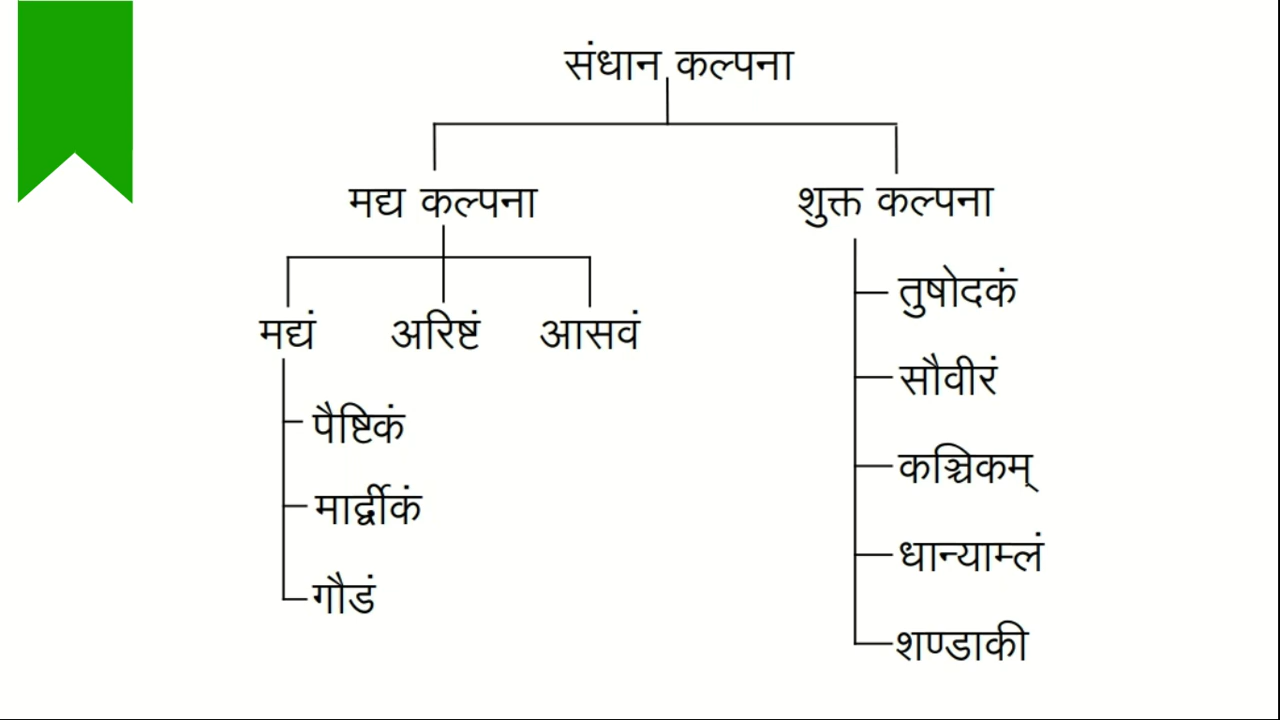 संधान कल्पना
मद्य कल्पना
शुक्त कल्पना
मद्यं
अरिष्टं
आसवं
पैष्टिकं
मार्द्वीकं
गौडं
तुषोदकं
सौवीरं
कञ्चिकम्
धान्याम्लं
शण्डाकी